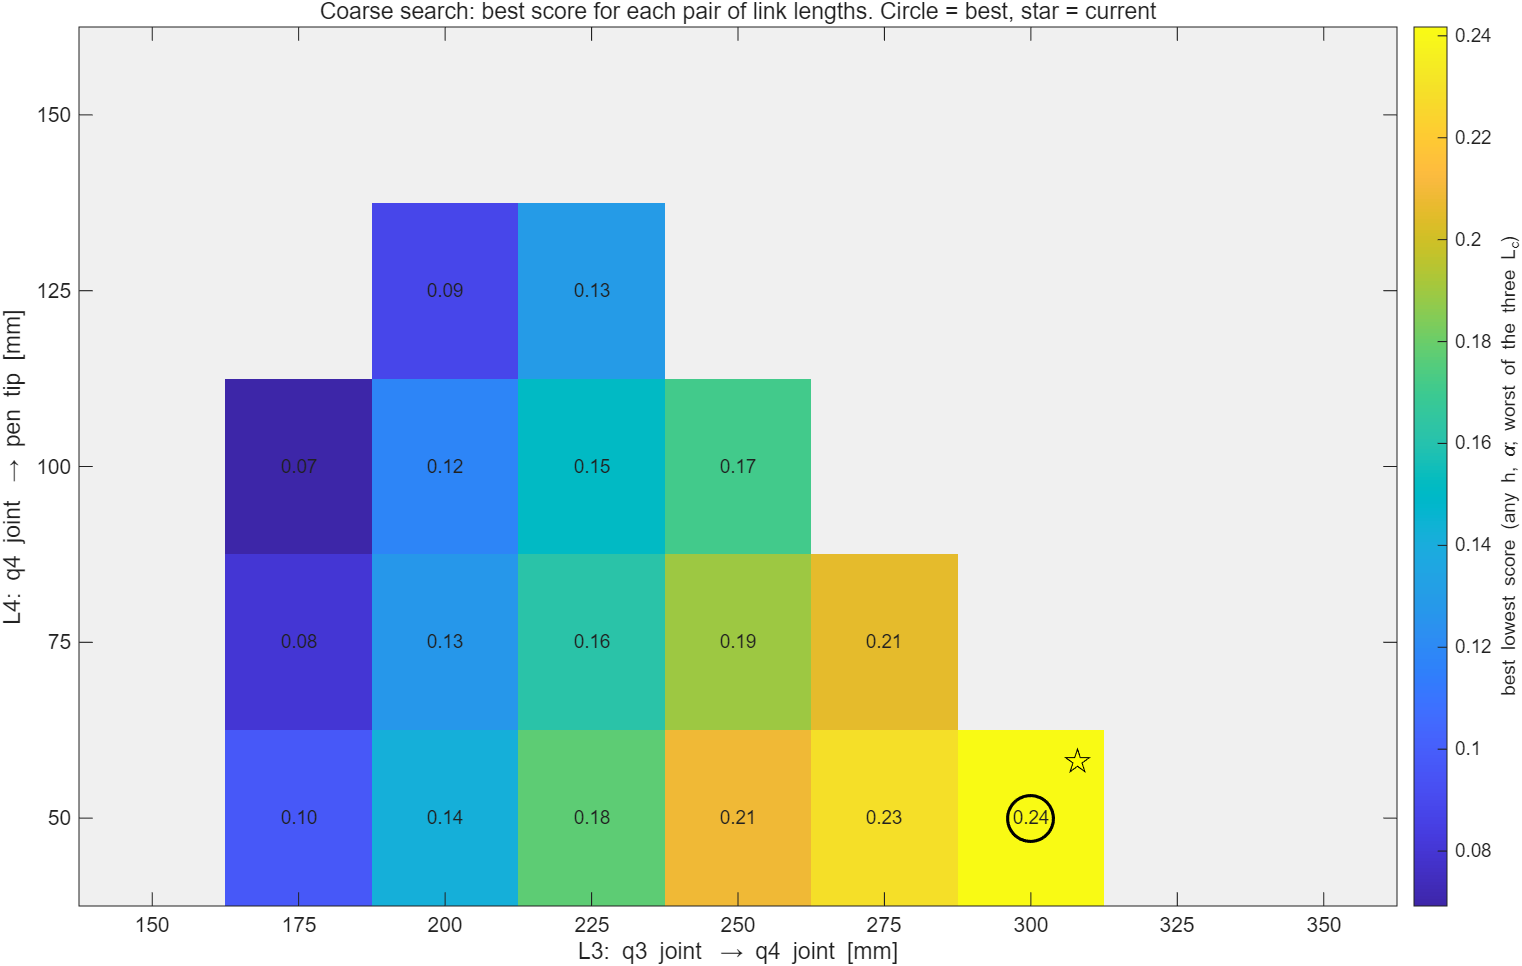 Coarse search: best score for each pair of link lengths. Circle = best, star = current
150
125
100
75
50
L4: q4 joint → pen tip [mm]
0.09 0.13
0.07 0.12 0.15 0.17
0.08 0.13 0.16 0.19 0.21
0.10 0.14 0.18 0.21 0.23 0.24
150 175 200 225 250 275 300 325 350
L3: q3 joint → q4 joint [mm]
0.24
0.22
0.2
0.18
0.16
0.14
0.12
0.1
0.08
best lowest score (any h, α; worst of the three Lc)